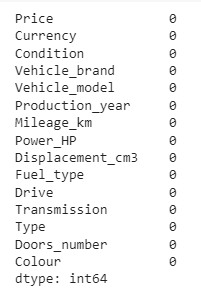 Price 0
Currency 0
Condition 0
Vehicle_brand 0
Vehicle_model 0
Production_year 0
Mileage_km 0
Power_HP 0
Displacement_cm3 0
Fuel_type 0
Drive 0
Transmission 0
Type 0
Doors_number 0
Colour 0
dtype: int64